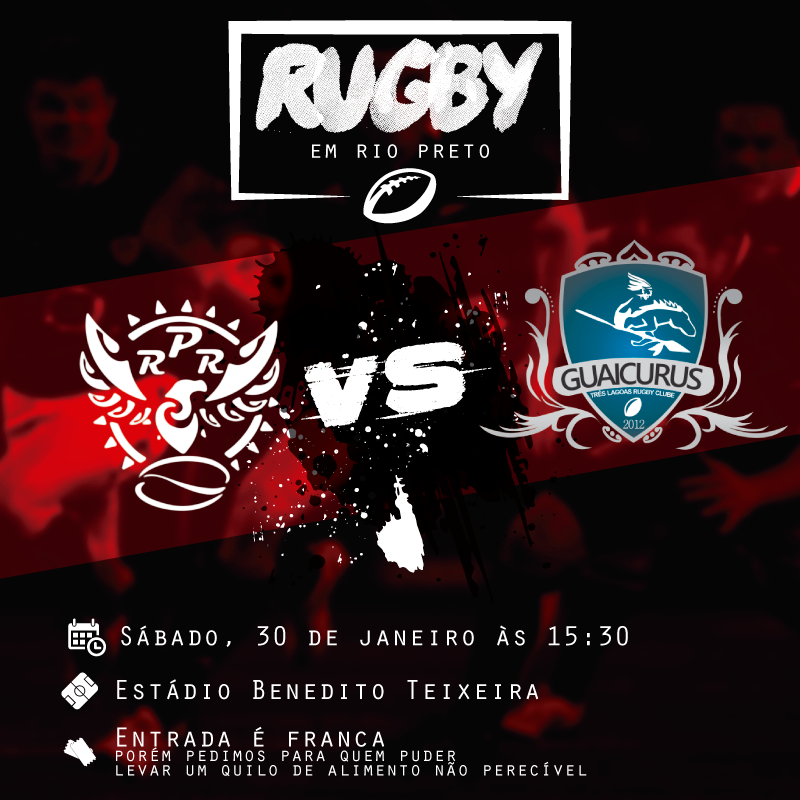 RUGBY
EM RIO PRETO
RPR
VS
GUAICURUS
TRÊS LAGOAS RUGBY CLUBE
2012
SÁBADO, 30 DE JANEIRO ÀS 15:30
ESTÁDIO BENEDITO TEIXEIRA
ENTRADA É FRANCA
PORÉM PEDIMOS PARA QUEM PUDER
LEVAR UM QUILO DE ALIMENTO NÃO PERECÍVEL